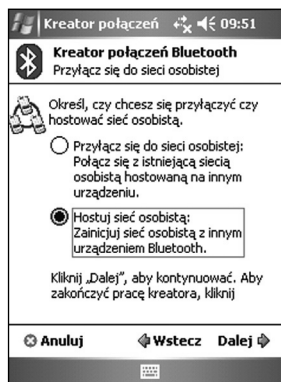 Kreator połączeń 09:51
Kreator połączeń Bluetooth
Przyłącz się do sieci osobistej
Określ, czy chcesz się przyłączyć czy
hostować sieć osobistą.
Przyłącz się do sieci osobistej:
Połącz się z istniejącą siecią
osobistą hostowaną na innym
urządzeniu.
Hostuj sieć osobistą:
Zainicjuj sieć osobistą z innym
urządzeniem Bluetooth.
Kliknij „Dalej”, aby kontynuować. Aby
zakończyć pracę kreatora, kliknij
Anuluj Wstecz Dalej